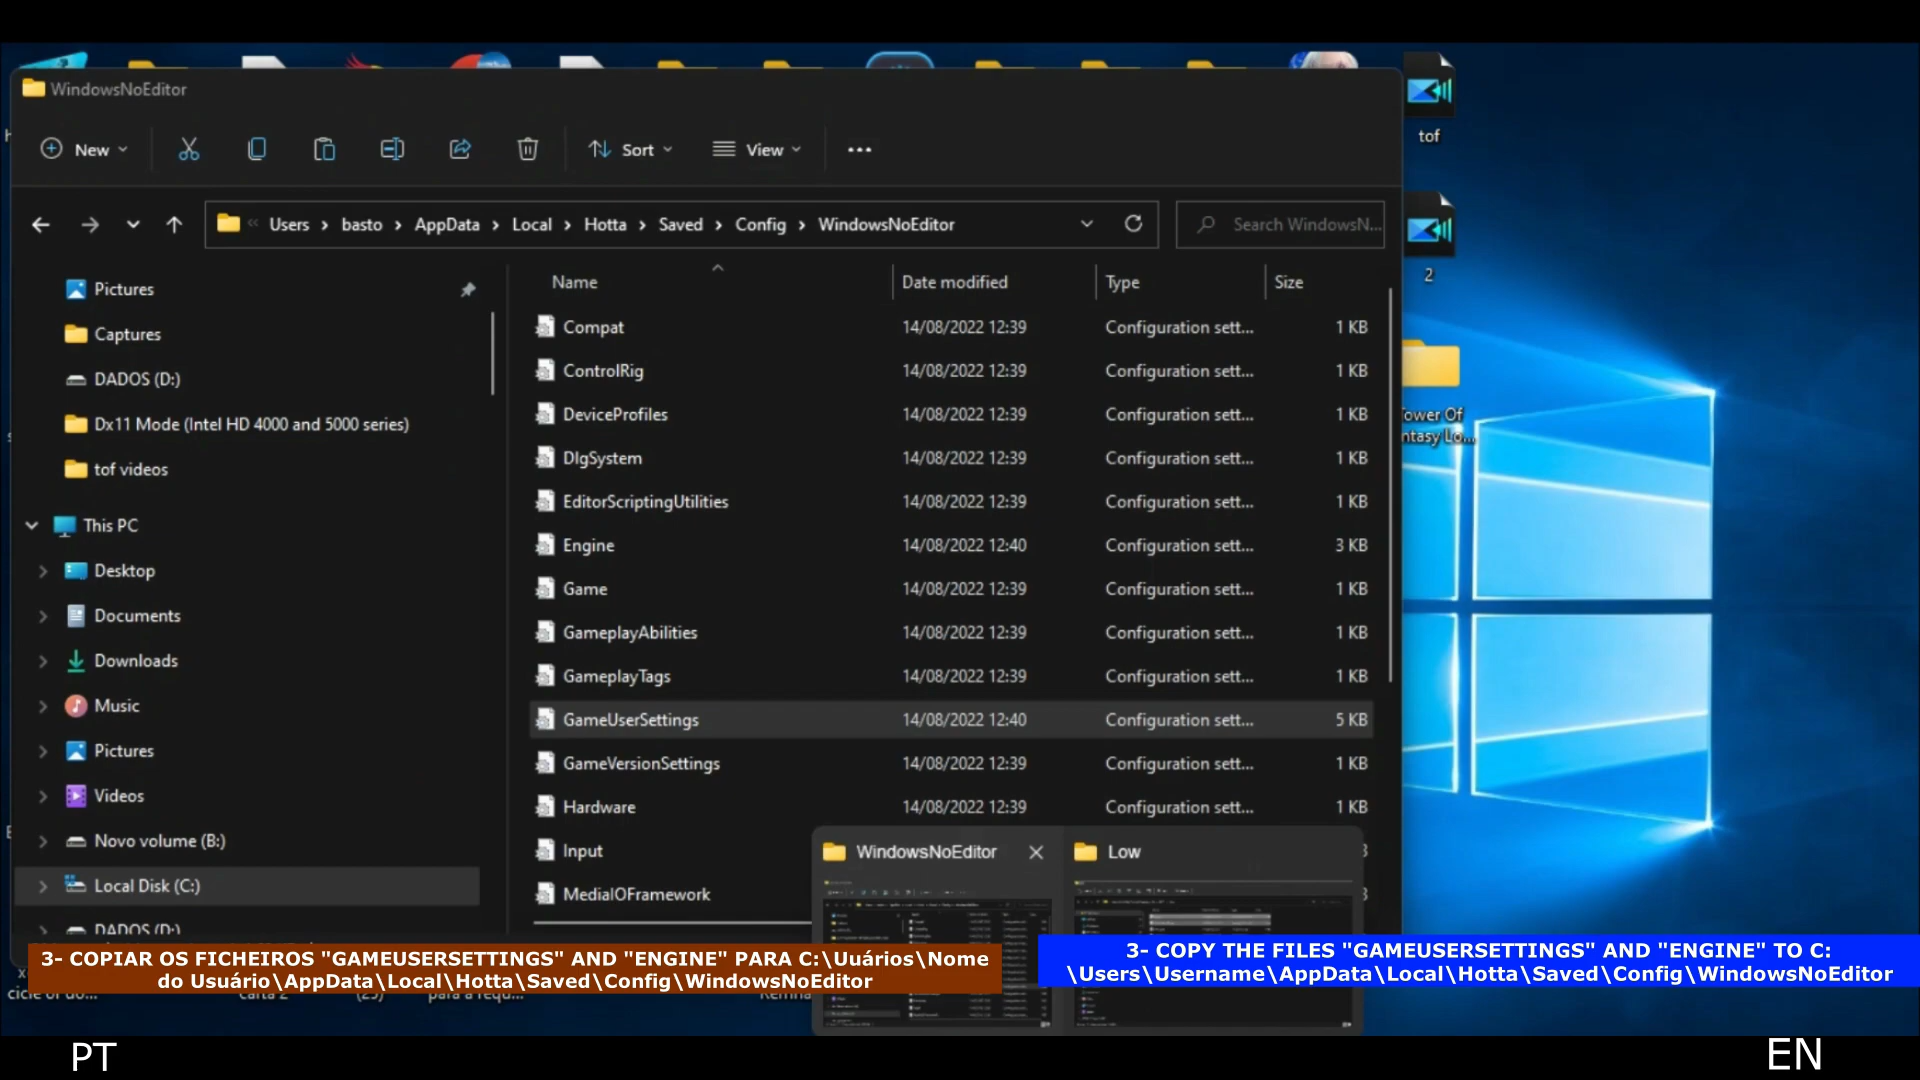 WindowsNoEditor
New
Sort
View
Users > basto > AppData > Local > Hotta > Saved > Config > WindowsNoEditor
Search WindowsN...
Name Date modified Type Size
Pictures
Captures
DADOS (D:)
Dx11 Mode (Intel HD 4000 and 5000 series)
tof videos
This PC
Desktop
Documents
Downloads
Music
Pictures
Videos
Novo volume (B:)
Local Disk (C:)
DADOS (D:)
Compat 14/08/2022 12:39 Configuration sett... 1 KB
ControlRig 14/08/2022 12:39 Configuration sett... 1 KB
DeviceProfiles 14/08/2022 12:39 Configuration sett... 1 KB
DlgSystem 14/08/2022 12:39 Configuration sett... 1 KB
EditorScriptingUtilities 14/08/2022 12:39 Configuration sett... 1 KB
Engine 14/08/2022 12:40 Configuration sett... 3 KB
Game 14/08/2022 12:39 Configuration sett... 1 KB
GameplayAbilities 14/08/2022 12:39 Configuration sett... 1 KB
GameplayTags 14/08/2022 12:39 Configuration sett... 1 KB
GameUserSettings 14/08/2022 12:40 Configuration sett... 5 KB
GameVersionSettings 14/08/2022 12:39 Configuration sett... 1 KB
Hardware 14/08/2022 12:39 Configuration sett... 1 KB
Input
MediaIOFramework
WindowsNoEditor
Low
tof
2
ower Of
ntasy Lo...
3- COPIAR OS FICHEIROS "GAMEUSERSETTINGS" AND "ENGINE" PARA C:\Uuários\Nome
do Usuário\AppData\Local\Hotta\Saved\Config\WindowsNoEditor
3- COPY THE FILES "GAMEUSERSETTINGS" AND "ENGINE" TO C:
\Users\Username\AppData\Local\Hotta\Saved\Config\WindowsNoEditor
PT
EN